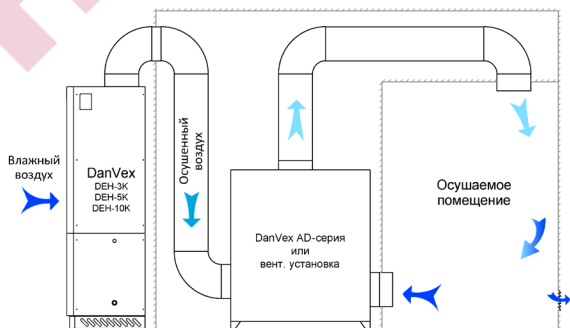 Влажный
воздух
DanVex
DEH-3K
DEH-5K
DEH-10K
Осушенный
воздух
DanVex AD-серия
или
вент. установка
Осушаемое
помещение